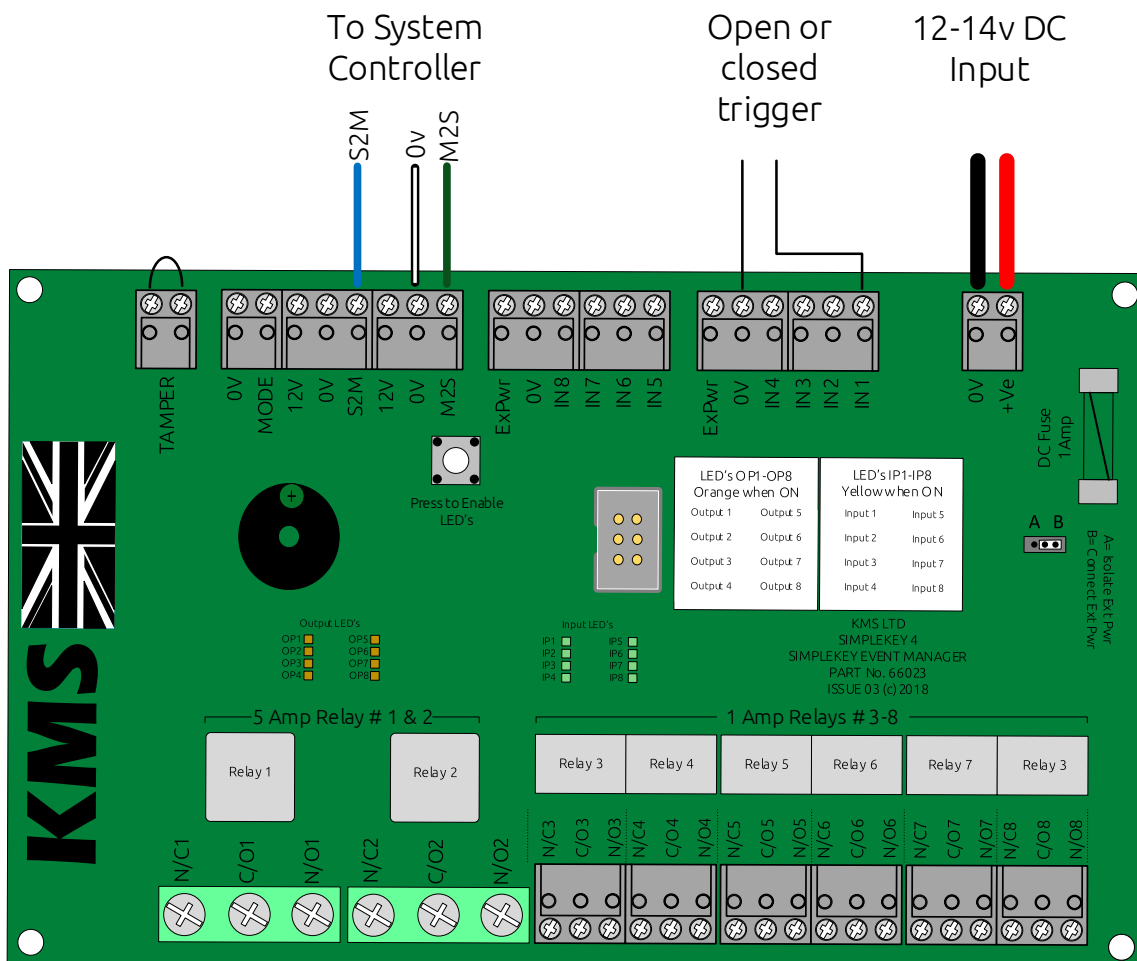 To System
Controller
Open or
closed
trigger
12-14v DC
Input
S2M
0v
M2S
TAMPER
0V
MODE
12V
0V
S2M
12V
0V
M2S
ExPwr
0V
IN8
IN7
IN6
IN5
ExPwr
0V
IN4
IN3
IN2
IN1
0V
+Ve
DC Fuse
1Amp
Press to Enable
LED's
LED's OP1-OP8
Orange when ON
Output 1 Output 5
Output 2 Output 6
Output 3 Output 7
Output 4 Output 8
LED's IP1-IP8
Yellow when ON
Input 1 Input 5
Input 2 Input 6
Input 3 Input 7
Input 4 Input 8
A B
A= Isolate Ext Pwr
B= Connect Ext Pwr
Output LED's
OP1 OP5
OP2 OP6
OP3 OP7
OP4 OP8
Input LED's
IP1 IP5
IP2 IP6
IP3 IP7
IP4 IP8
KMS LTD
SIMPLEKEY 4
SIMPLEKEY EVENT MANAGER
PART No. 66023
ISSUE 03 (c) 2018
KMS
5 Amp Relay # 1 & 2
1 Amp Relays # 3-8
Relay 1
Relay 2
Relay 3
Relay 4
Relay 5
Relay 6
Relay 7
Relay 3
N/C1
C/O1
N/O1
N/C2
C/O2
N/O2
N/C3
C/O3
N/O3
N/C4
C/O4
N/O4
N/C5
C/O5
N/O5
N/C6
C/O6
N/O6
N/C7
C/O7
N/O7
N/C8
C/O8
N/O8